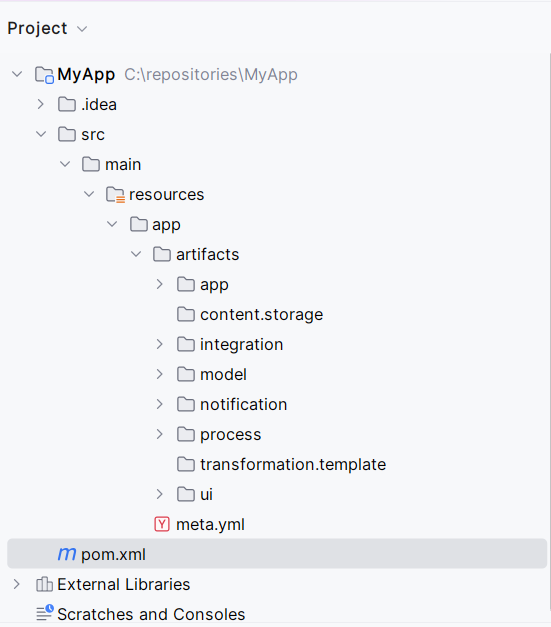 Project
MyApp C:\repositories\MyApp
.idea
src
main
resources
app
artifacts
app
content.storage
integration
model
notification
process
transformation.template
ui
Y meta.yml
m pom.xml
External Libraries
Scratches and Consoles